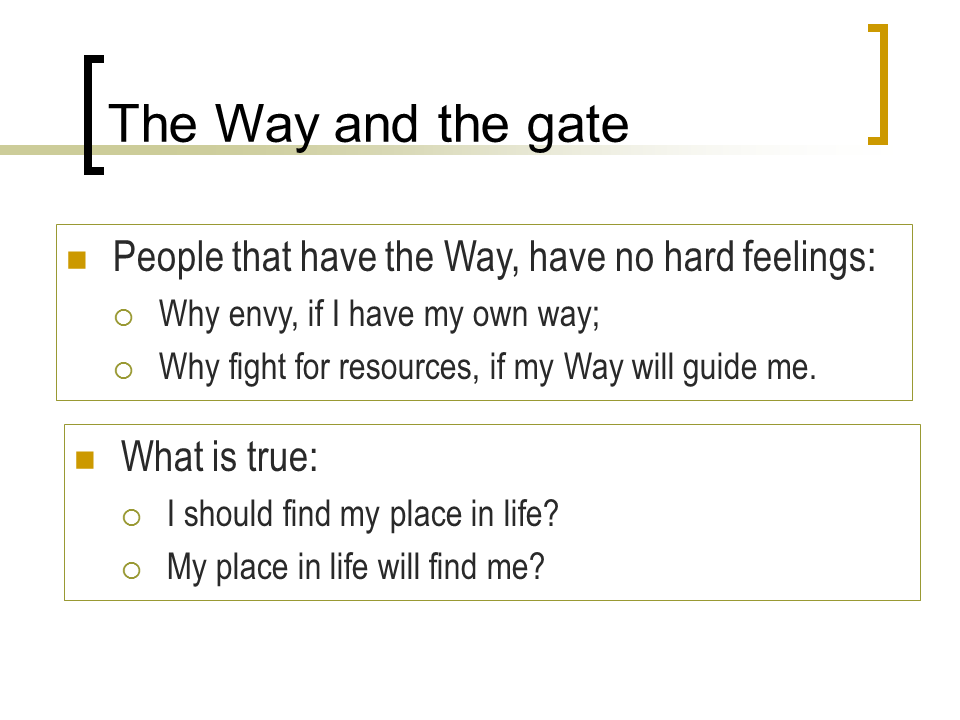 The Way and the gate
People that have the Way, have no hard feelings:
Why envy, if I have my own way;
Why fight for resources, if my Way will guide me.
What is true:
I should find my place in life?
My place in life will find me?